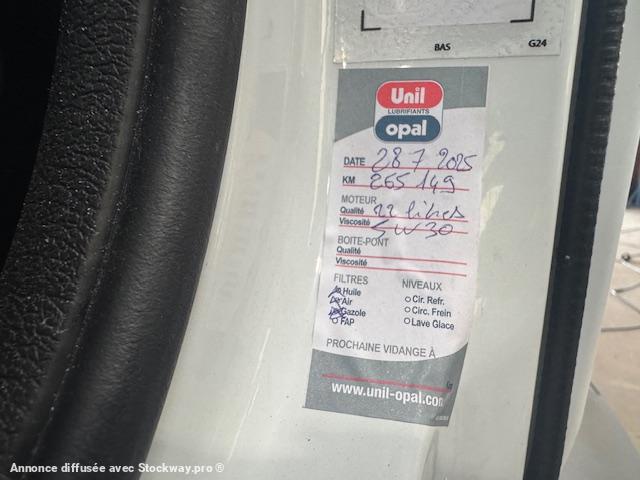 BAS G24
Unil
LUBRIFIANTS
opal
DATE 28 7 2025
KM 265 149
MOTEUR
Qualité 22 litres
Viscosité 5W30
BOITE-PONT
Qualité
Viscosité
FILTRES NIVEAUX
Huile Cir. Refr.
Air Circ. Frein
Gazole Lave Glace
FAP
PROCHAINE VIDANGE À
www.unil-opal.com
Annonce diffusée avec Stockway.pro ®